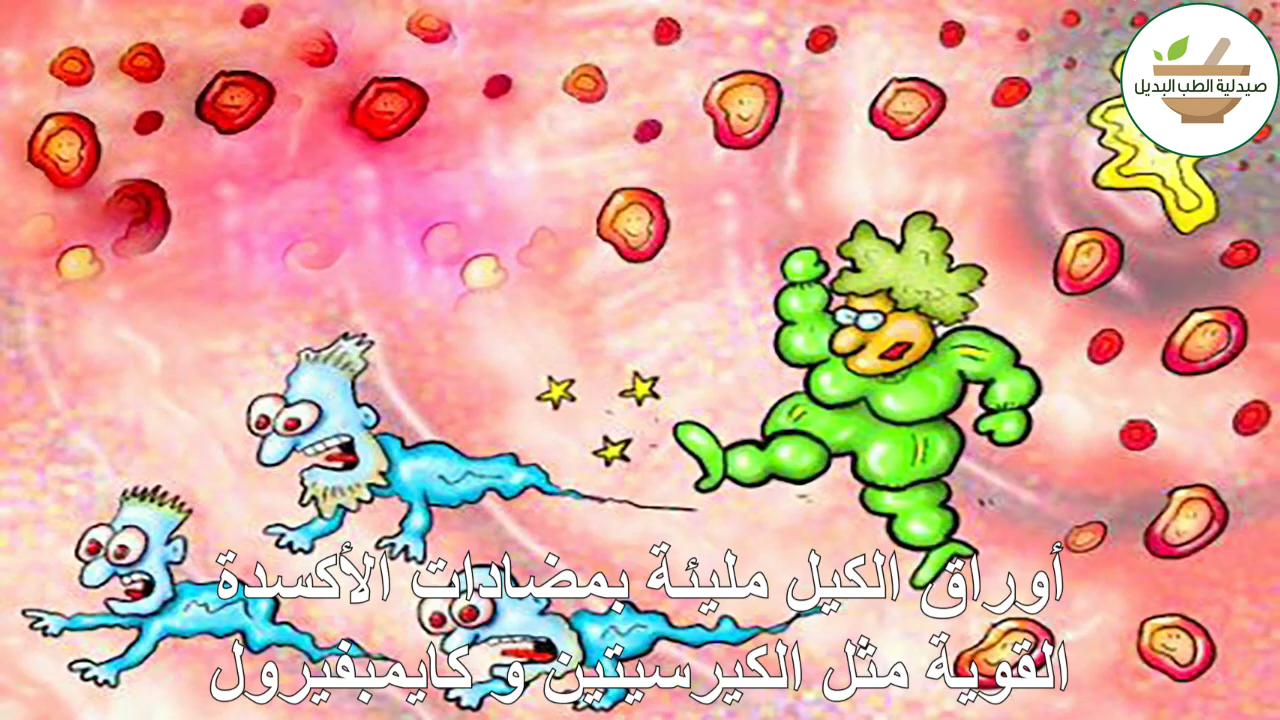 صيدلية الطب البديل
أوراق الكيل مليئة بمضادات الأكسدة
القوية مثل الكيرسيتين و كايمبفيرول